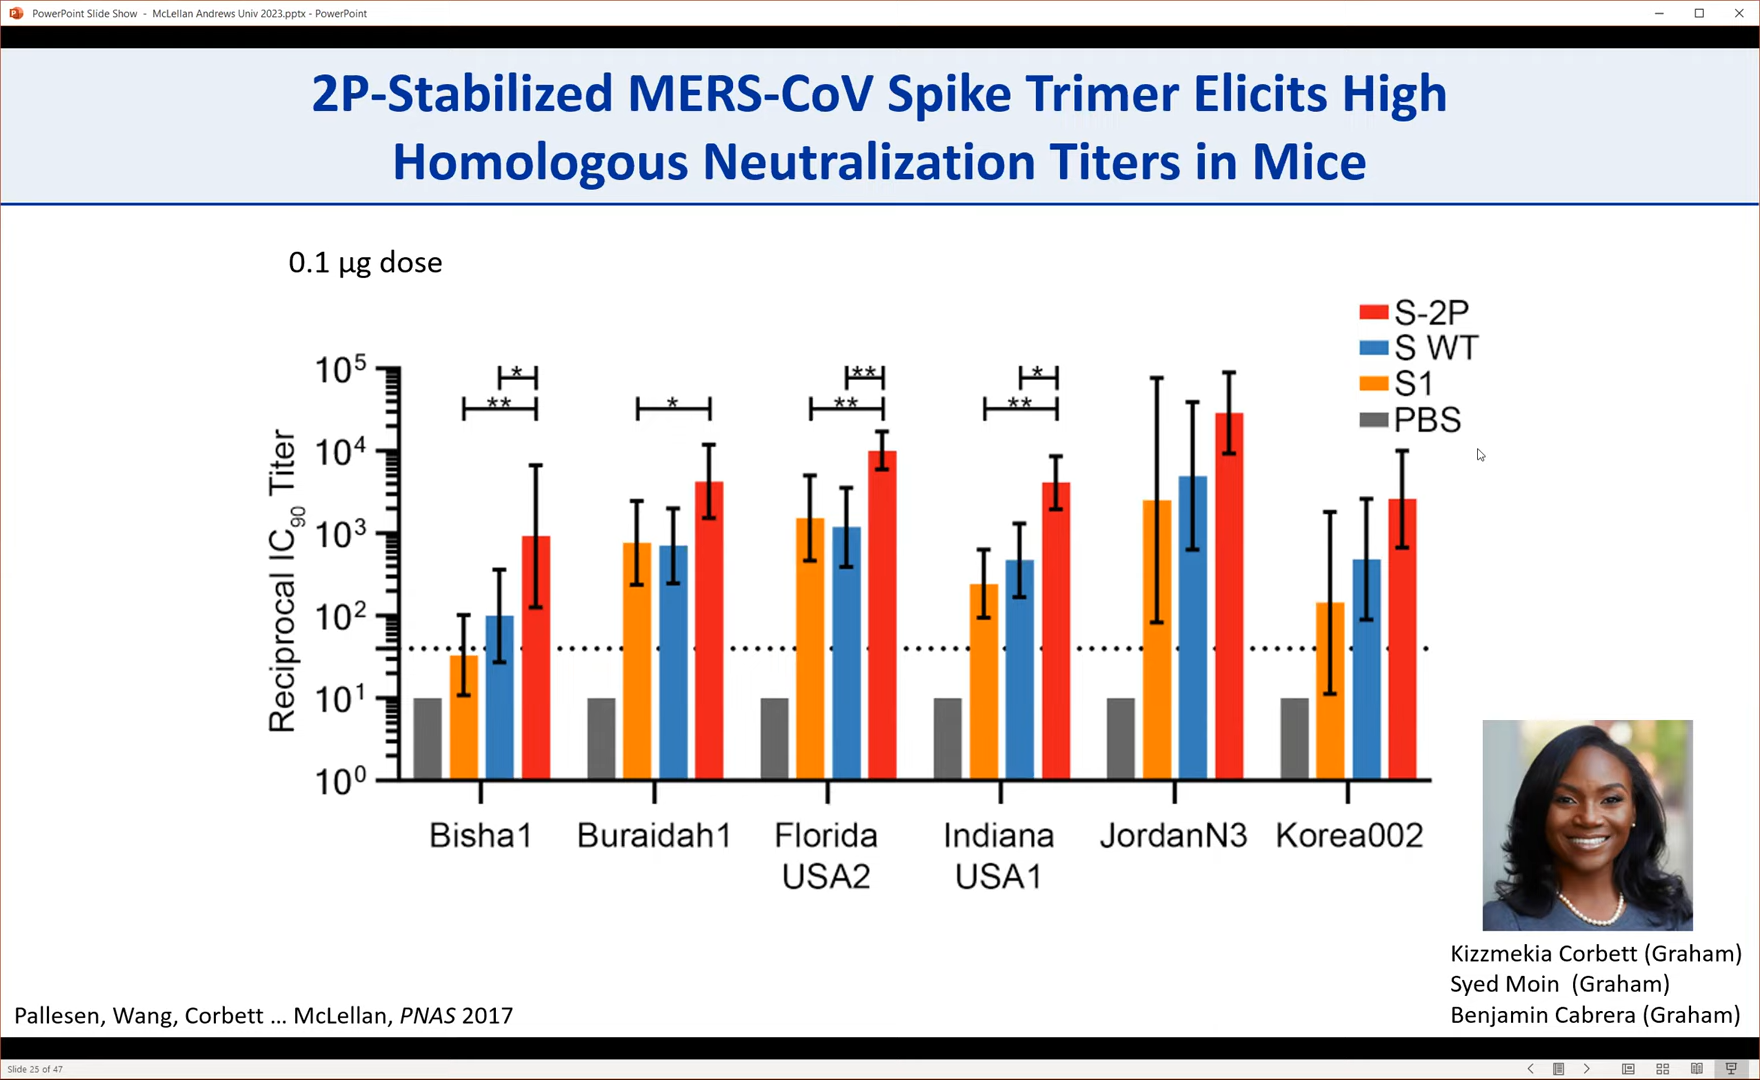 PowerPoint Slide Show - McLellan Andrews Univ 2023.pptx - PowerPoint
2P-Stabilized MERS-CoV Spike Trimer Elicits High
Homologous Neutralization Titers in Mice
0.1 µg dose
S-2P
S WT
S1
PBS
Reciprocal IC90 Titer
10⁵
10⁴
10³
10²
10¹
10⁰
* ** * ** ** * **
Bisha1 Buraidah1 Florida USA2 Indiana USA1 JordanN3 Korea002
Kizzmekia Corbett (Graham)
Syed Moin (Graham)
Benjamin Cabrera (Graham)
Pallesen, Wang, Corbett ... McLellan, PNAS 2017
Slide 25 of 47